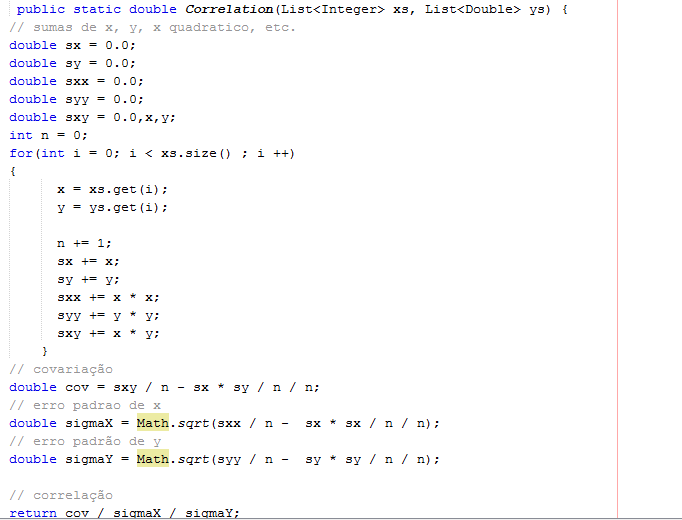 public static double Correlation(List<Integer> xs, List<Double> ys) {
// sumas de x, y, x quadratico, etc.
double sx = 0.0;
double sy = 0.0;
double sxx = 0.0;
double syy = 0.0;
double sxy = 0.0,x,y;
int n = 0;
for(int i = 0; i < xs.size() ; i ++)
{
x = xs.get(i);
y = ys.get(i);
n += 1;
sx += x;
sy += y;
sxx += x * x;
syy += y * y;
sxy += x * y;
}
// covariação
double cov = sxy / n - sx * sy / n / n;
// erro padrao de x
double sigmaX = Math.sqrt(sxx / n -  sx * sx / n / n);
// erro padrão de y
double sigmaY = Math.sqrt(syy / n -  sy * sy / n / n);
// correlação
return cov / sigmaX / sigmaY;